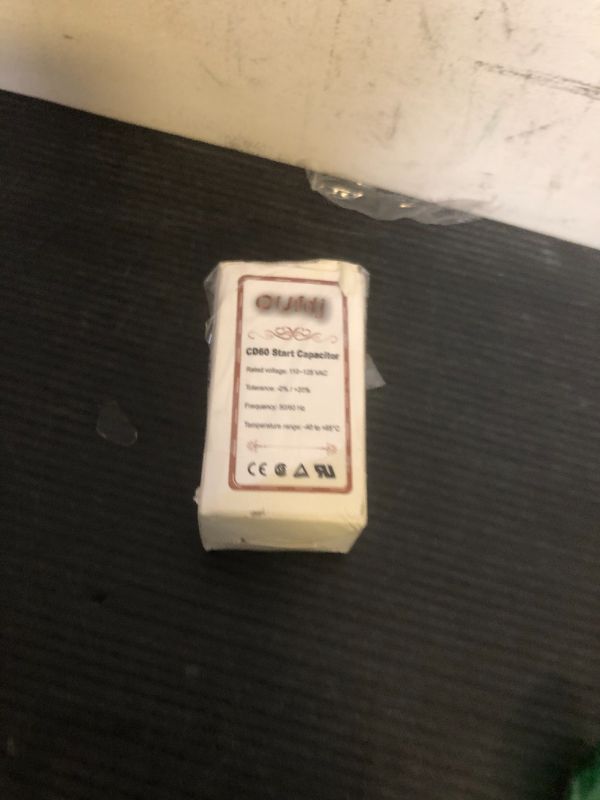 CD60 Start Capacitor
Rated voltage: 110~125 VAC
Tolerance: -0% / +20%
Frequency: 50/60 Hz
Temperature range: -40 to +65°C
CE